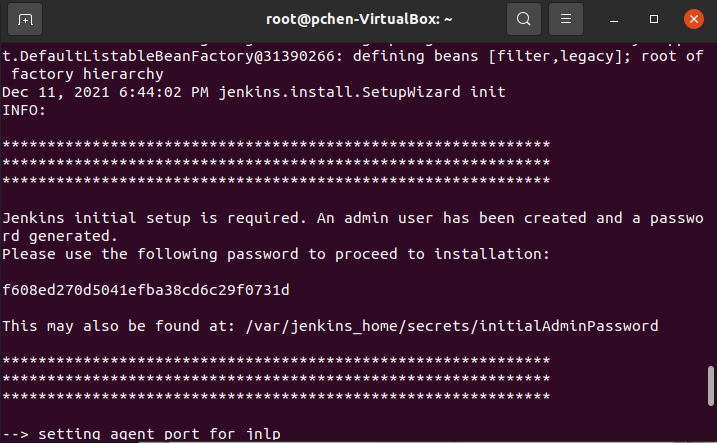 root@pchen-VirtualBox: ~
t.DefaultListableBeanFactory@31390266: defining beans [filter,legacy]; root of
factory hierarchy
Dec 11, 2021 6:44:02 PM jenkins.install.SetupWizard init
INFO:
*************************************************************
*************************************************************
*************************************************************
Jenkins initial setup is required. An admin user has been created and a passwo
rd generated.
Please use the following password to proceed to installation:
f608ed270d5041efba38cd6c29f0731d
This may also be found at: /var/jenkins_home/secrets/initialAdminPassword
*************************************************************
*************************************************************
*************************************************************
--> setting agent port for jnlp